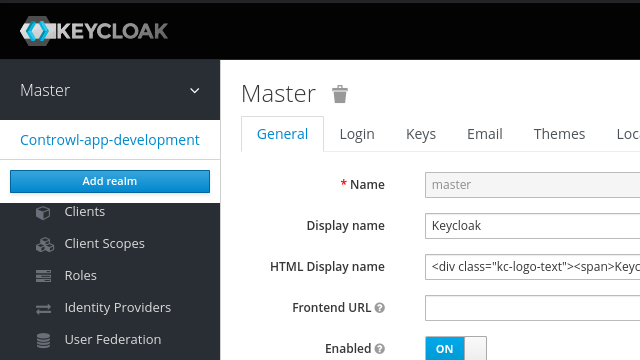 KEYCLOAK
Master
Controwl-app-development
Add realm
Clients
Client Scopes
Roles
Identity Providers
User Federation
Master
General Login Keys Email Themes
* Name master
Display name Keycloak
HTML Display name <div class="kc-logo-text"><span>Keyc
Frontend URL
Enabled ON